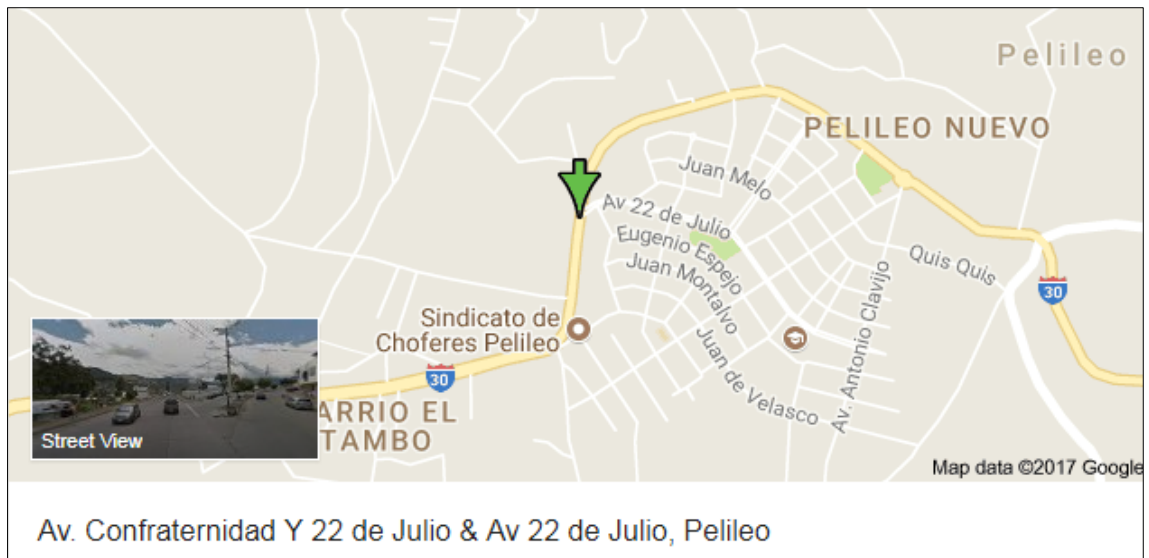 Pelileo
PELILEO NUEVO
Juan Melo
Av 22 de Julio
Eugenio Espejo
Juan Montalvo
Quis Quis
30
Sindicato de
Choferes Pelileo
Juan de Velasco
Av. Antonio Clavijo
30
ARRIO EL
TAMBO
Street View
Map data ©2017 Google
Av. Confraternidad Y 22 de Julio & Av 22 de Julio, Pelileo